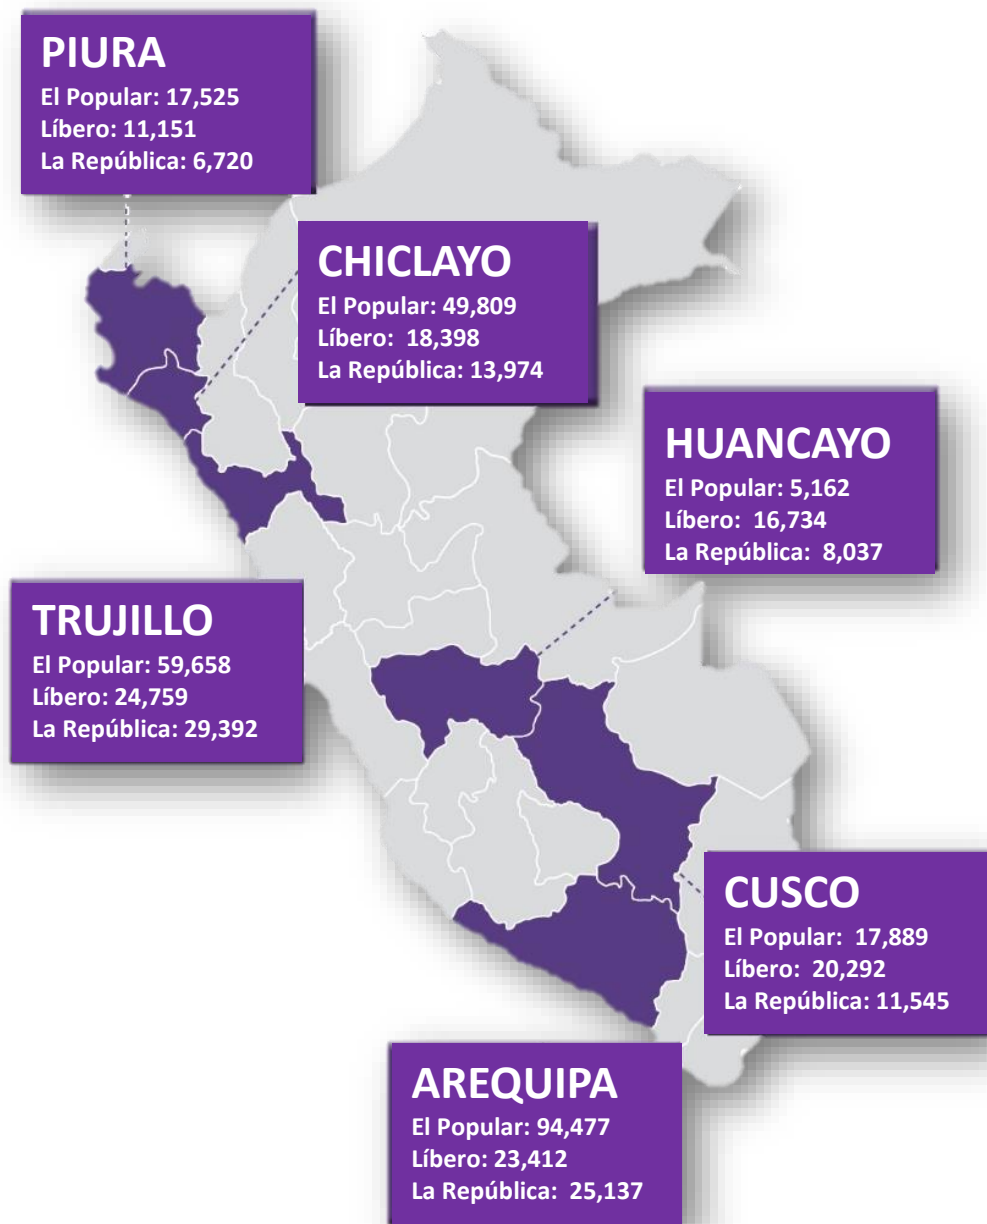 PIURA
El Popular: 17,525
Líbero: 11,151
La República: 6,720
CHICLAYO
El Popular: 49,809
Líbero: 18,398
La República: 13,974
HUANCAYO
El Popular: 5,162
Líbero: 16,734
La República: 8,037
TRUJILLO
El Popular: 59,658
Líbero: 24,759
La República: 29,392
CUSCO
El Popular: 17,889
Líbero: 20,292
La República: 11,545
AREQUIPA
El Popular: 94,477
Líbero: 23,412
La República: 25,137